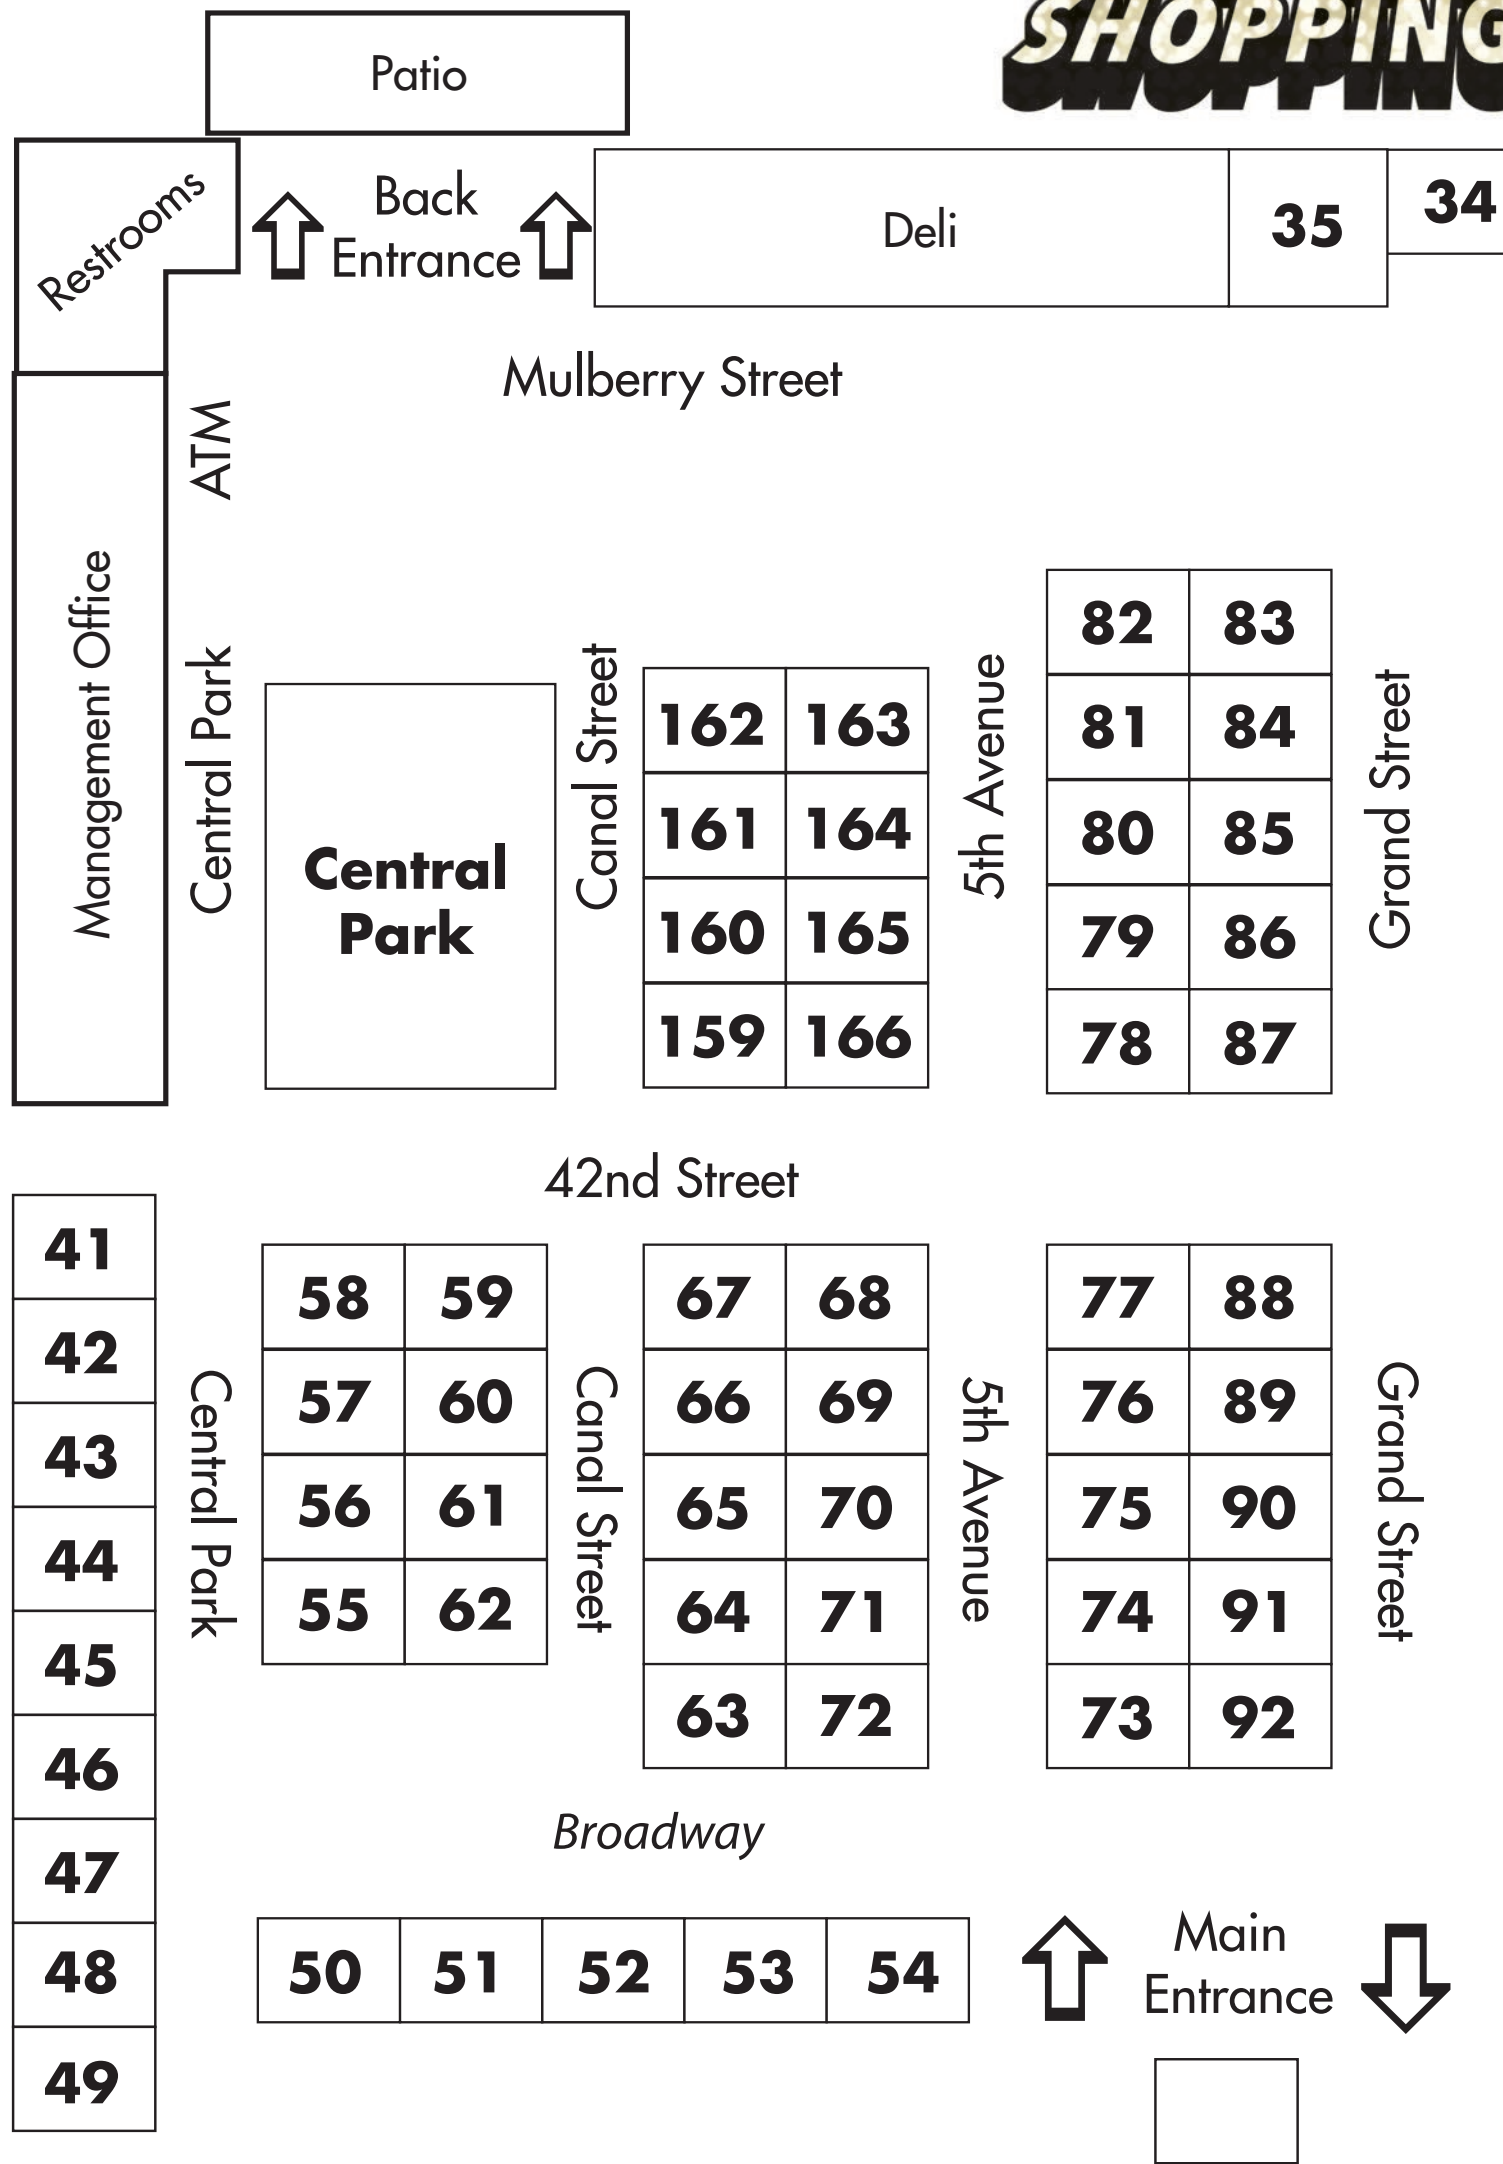 SHOPPING
Patio
Restrooms
Back
Entrance
Deli
35
34
Mulberry Street
ATM
Management Office
Central Park
Central
Park
Canal Street
162 163
161 164
160 165
159 166
5th Avenue
82 83
81 84
80 85
79 86
78 87
Grand Street
42nd Street
41
42
43
44
45
46
47
48
49
Central Park
58 59
57 60
56 61
55 62
Canal Street
67 68
66 69
65 70
64 71
63 72
5th Avenue
77 88
76 89
75 90
74 91
73 92
Grand Street
Broadway
50 51 52 53 54
Main
Entrance